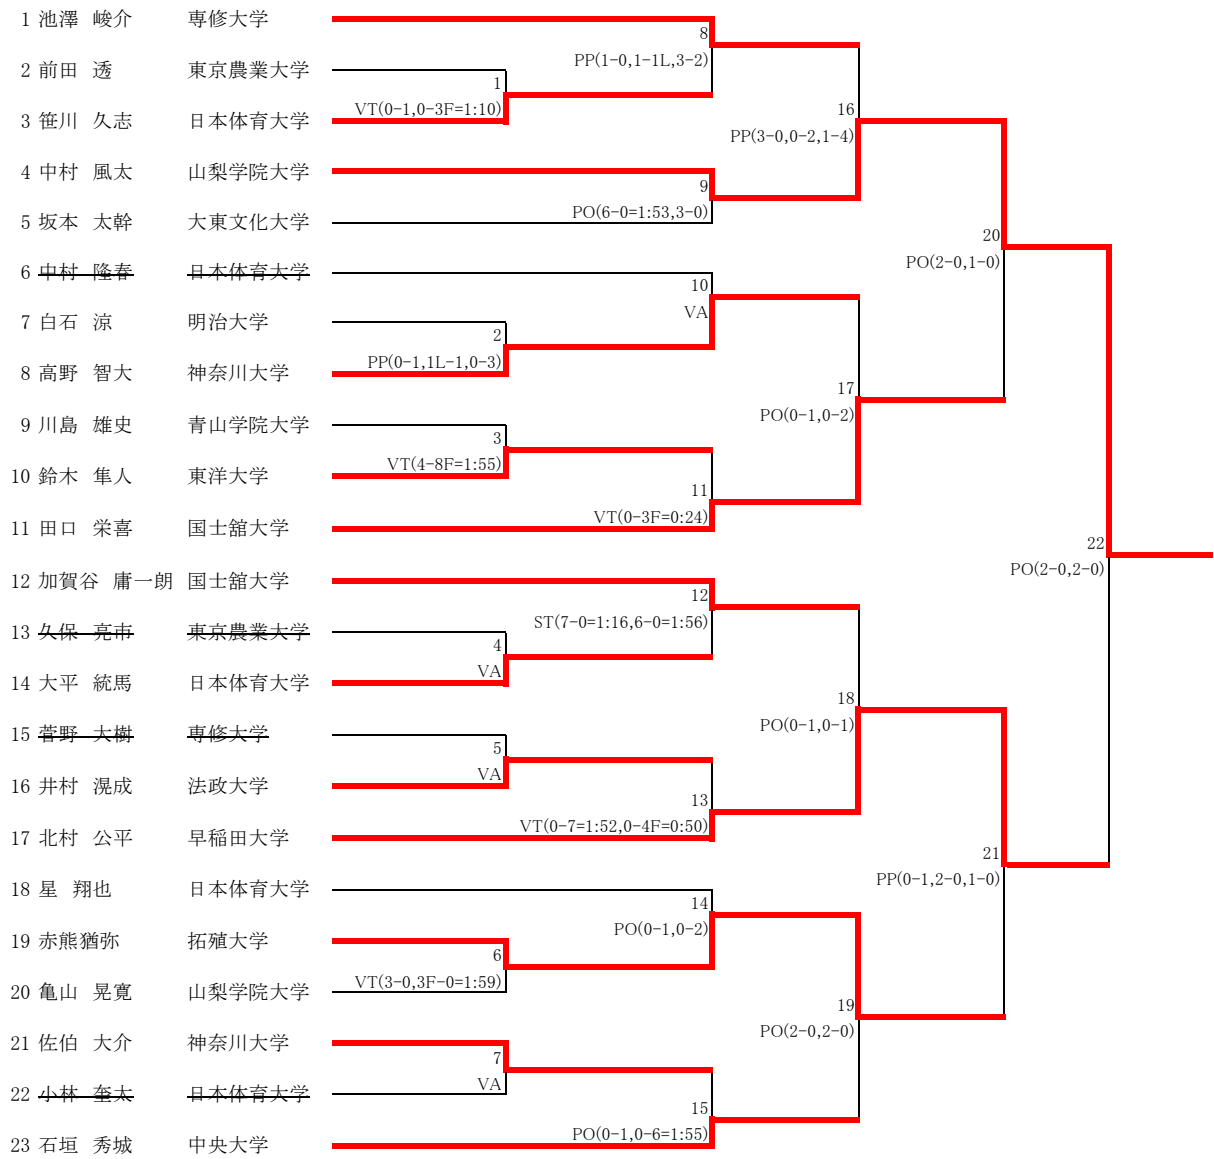 1 池澤 峻介 専修大学
8
PP(1-0,1-1L,3-2)
2 前田 透 東京農業大学
1
VT(0-1,0-3F=1:10)
3 笹川 久志 日本体育大学
16
PP(3-0,0-2,1-4)
4 中村 風太 山梨学院大学
9
PO(6-0=1:53,3-0)
5 坂本 太幹 大東文化大学
20
PO(2-0,1-0)
6 中村 隆春 日本体育大学
10
VA
7 白石 涼 明治大学
2
PP(0-1,1L-1,0-3)
8 高野 智大 神奈川大学
17
PO(0-1,0-2)
9 川島 雄史 青山学院大学
3
VT(4-8F=1:55)
10 鈴木 隼人 東洋大学
11
VT(0-3F=0:24)
11 田口 栄喜 国士舘大学
22
PO(2-0,2-0)
12 加賀谷 庸一朗 国士舘大学
12
ST(7-0=1:16,6-0=1:56)
13 久保 亮市 東京農業大学
4
VA
14 大平 統馬 日本体育大学
18
PO(0-1,0-1)
15 菅野 大樹 専修大学
5
VA
16 井村 滉成 法政大学
13
VT(0-7=1:52,0-4F=0:50)
17 北村 公平 早稲田大学
21
PP(0-1,2-0,1-0)
18 星 翔也 日本体育大学
14
PO(0-1,0-2)
19 赤熊猶弥 拓殖大学
6
VT(3-0,3F-0=1:59)
20 亀山 晃寛 山梨学院大学
19
PO(2-0,2-0)
21 佐伯 大介 神奈川大学
7
VA
22 小林 奎太 日本体育大学
15
PO(0-1,0-6=1:55)
23 石垣 秀城 中央大学